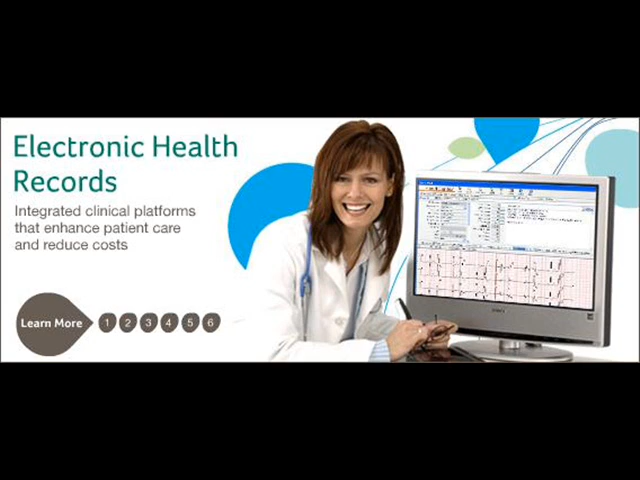 Electronic Health
Records
Integrated clinical platforms
that enhance patient care
and reduce costs
Learn More
1 2 3 4 5 6